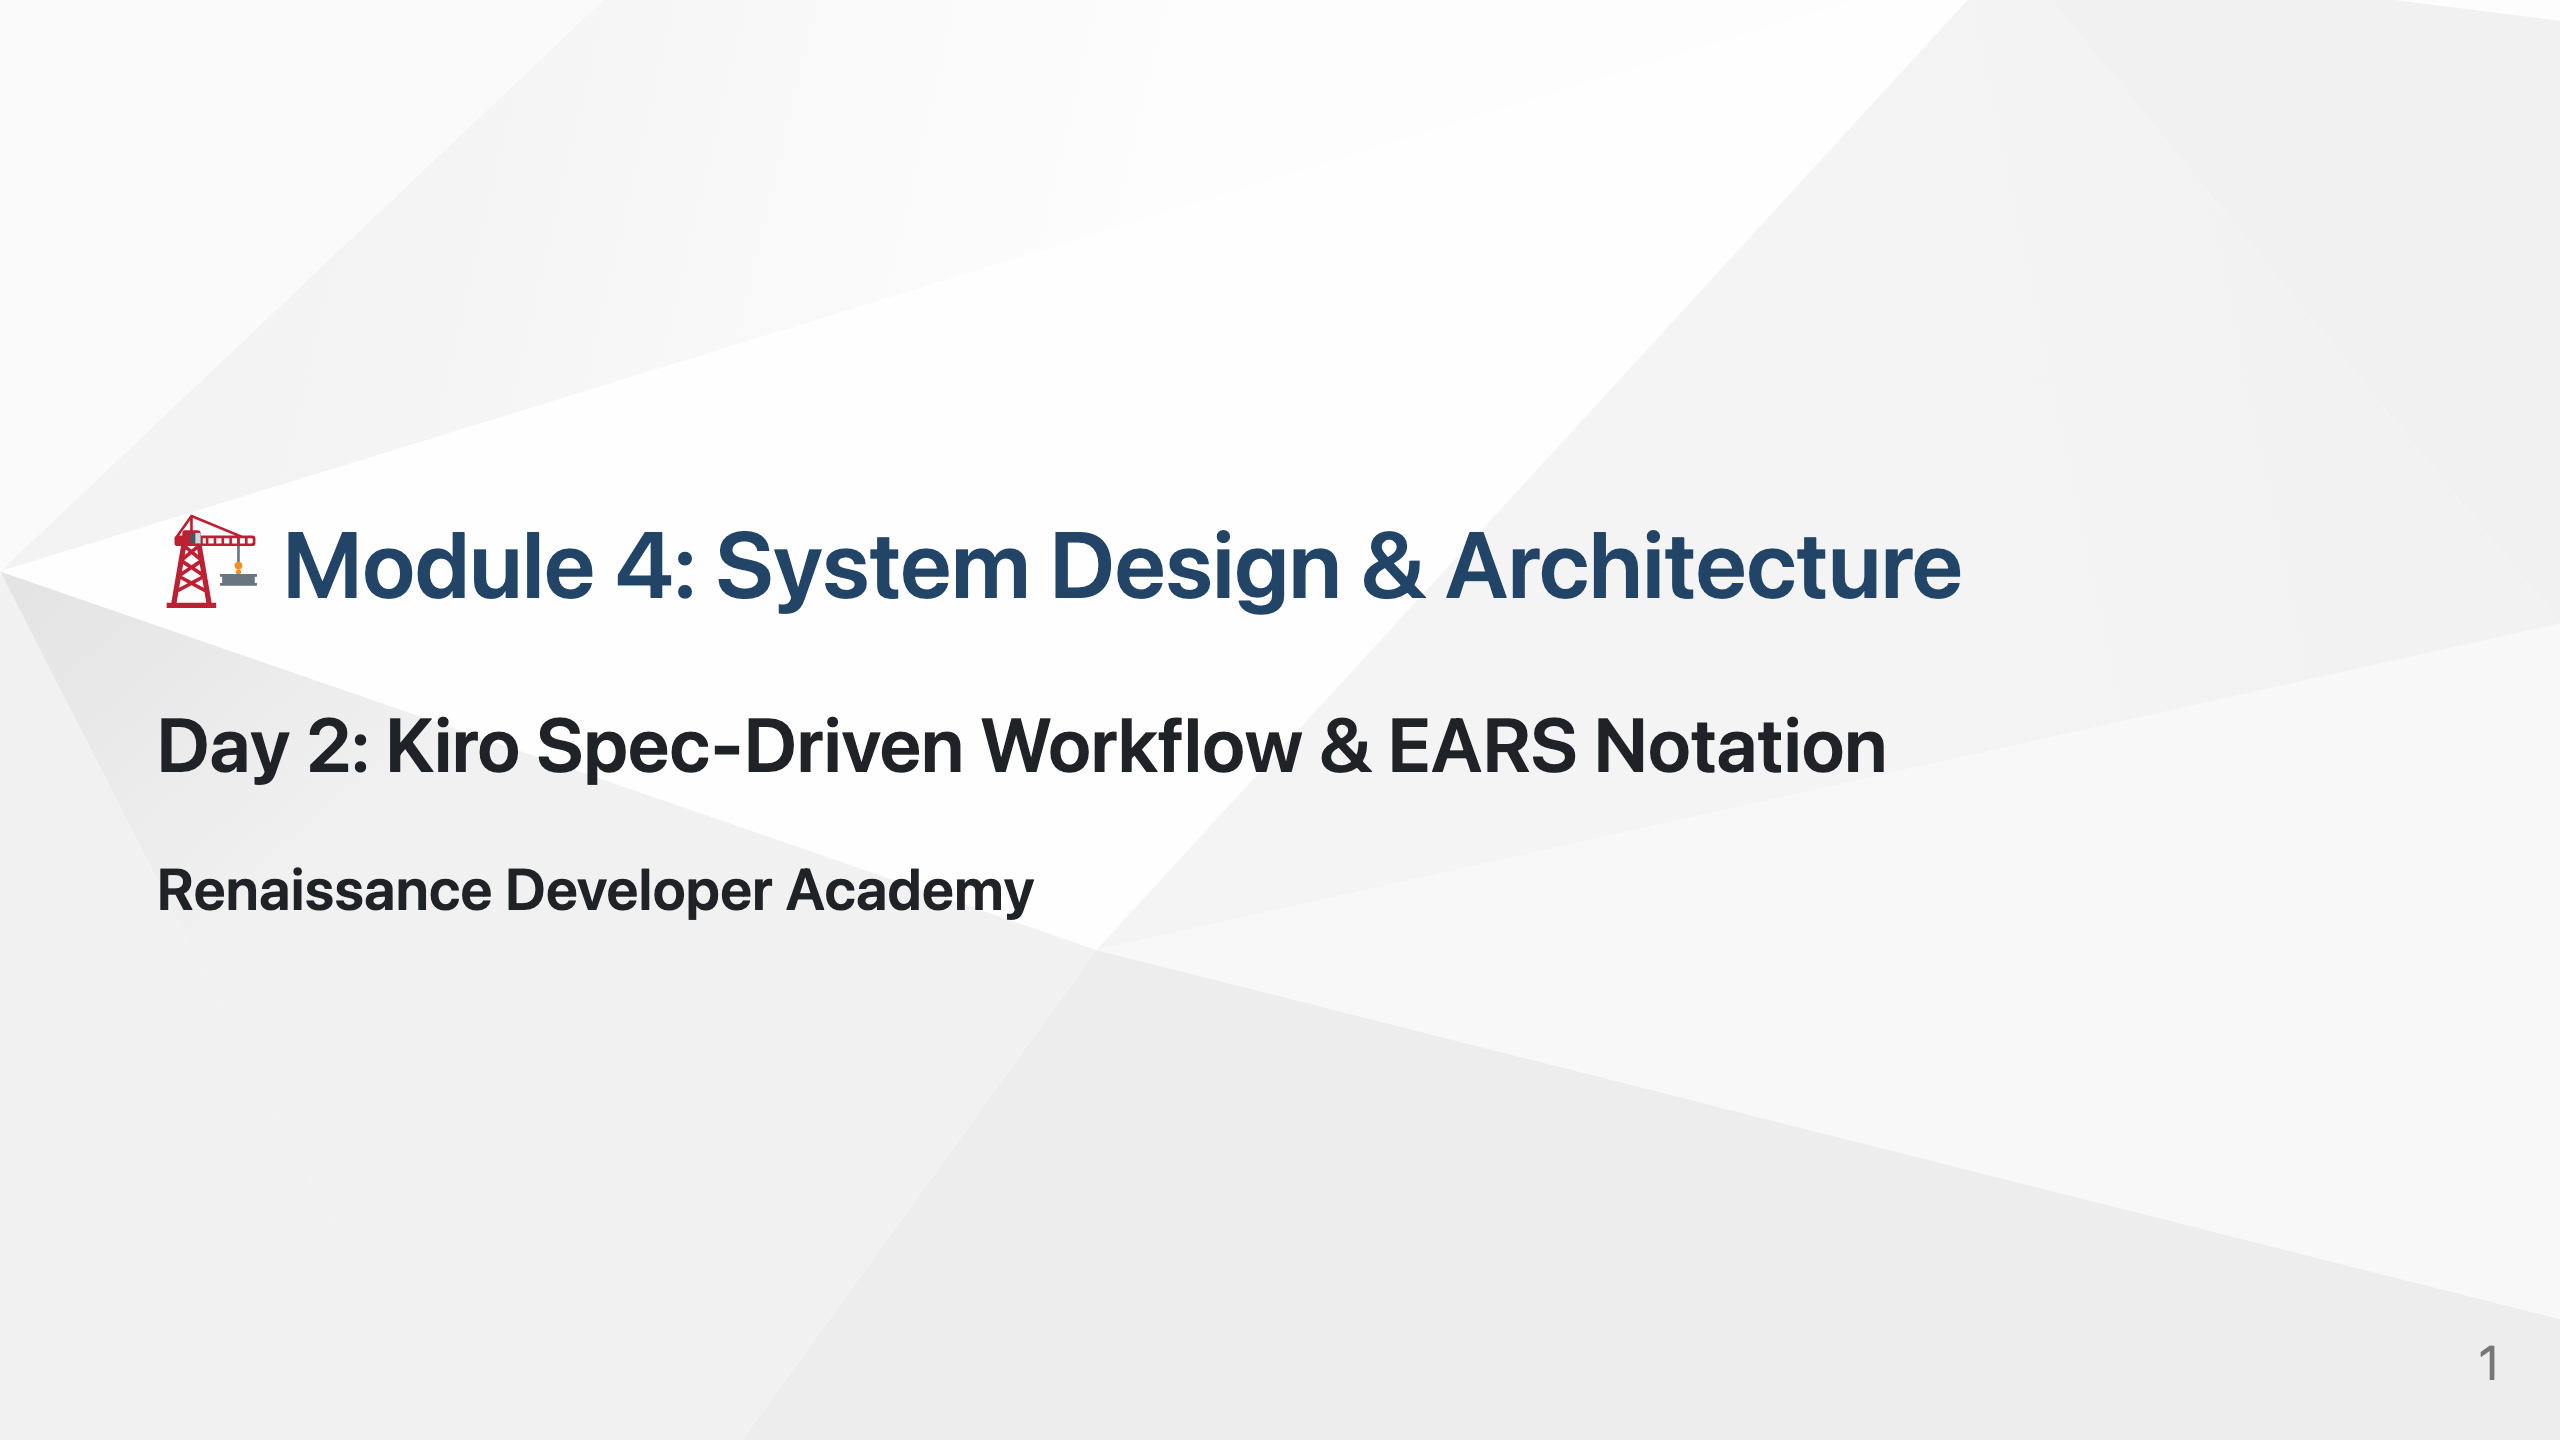 Module 4: System Design & Architecture
Day 2: Kiro Spec-Driven Workflow & EARS Notation
Renaissance Developer Academy
1